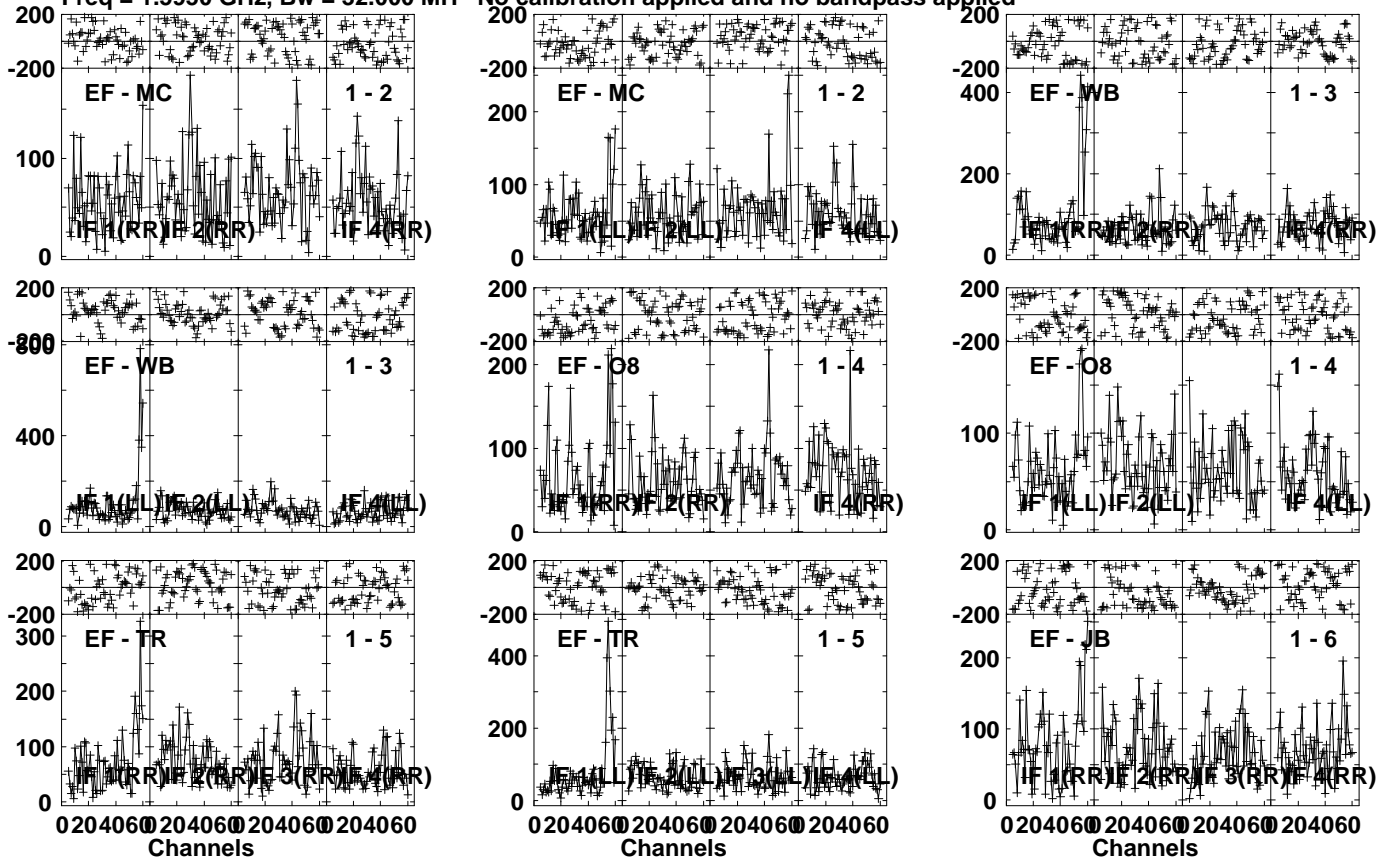 No calibration applied and no bandpass applied
200
-200
EF - MC 1 - 2
100
0
IF 1(RR) IF 2(RR) IF 4(RR)
200
-200
EF - MC 1 - 2
200
100
0
IF 1(LL) IF 2(LL) IF 4(LL)
200
-200
EF - WB 1 - 3
400
200
0
IF 1(RR) IF 2(RR) IF 4(RR)
200
-200
800
EF - WB 1 - 3
400
0
IF 1(LL) IF 2(LL) IF 4(LL)
200
-200
EF - O8 1 - 4
200
100
0
IF 1(RR) IF 2(RR) IF 4(RR)
200
-200
EF - O8 1 - 4
100
0
IF 1(LL) IF 2(LL) IF 4(LL)
200
-200
EF - TR 1 - 5
300
200
100
0
IF 1(RR) IF 2(RR) IF 3(RR) IF 4(RR)
0 20 40 60 0 20 40 60 0 20 40 60 0 20 40 60
Channels
200
-200
EF - TR 1 - 5
400
200
0
IF 1(LL) IF 2(LL) IF 3(LL) IF 4(LL)
0 20 40 60 0 20 40 60 0 20 40 60 0 20 40 60
Channels
200
-200
EF - JB 1 - 6
200
100
0
IF 1(RR) IF 2(RR) IF 3(RR) IF 4(RR)
0 20 40 60 0 20 40 60 0 20 40 60 0 20 40 60
Channels